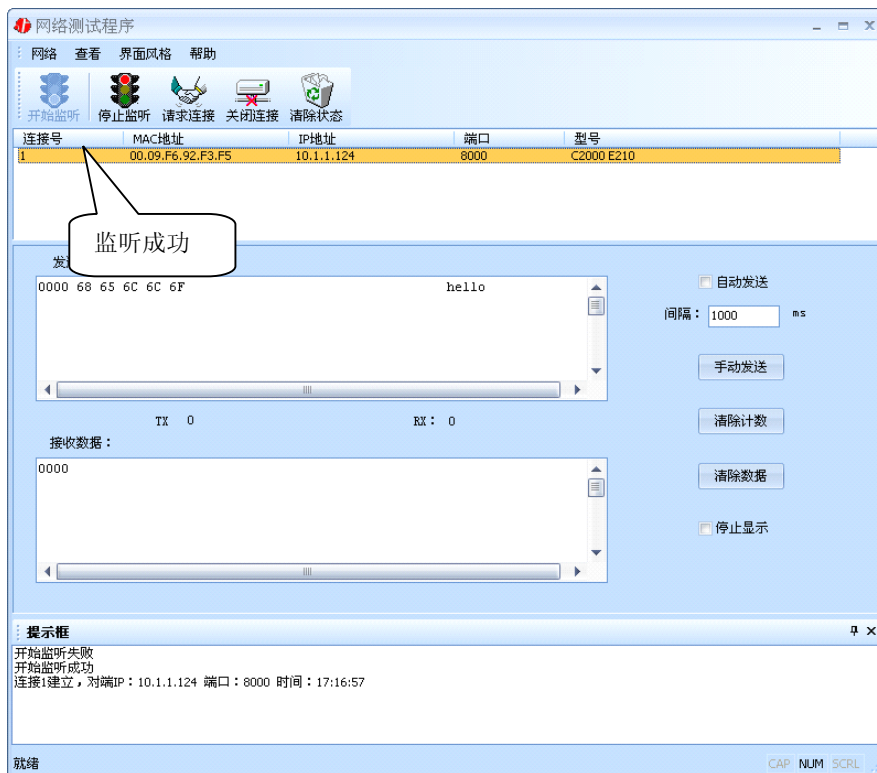 网络测试程序
网络 查看 界面风格 帮助
开始监听 停止监听 请求连接 关闭连接 清除状态
连接号 MAC地址 IP地址 端口 型号
1 00.09.F6.92.F3.F5 10.1.1.124 8000 C2000 E210
监听成功
发
0000 68 65 6C 6C 6F hello
自动发送
间隔： 1000 ms
手动发送
TX 0 RX： 0
清除计数
接收数据：
0000
清除数据
停止显示
提示框
开始监听失败
开始监听成功
连接1建立，对端IP：10.1.1.124 端口：8000 时间：17:16:57
就绪 CAP NUM SCRL